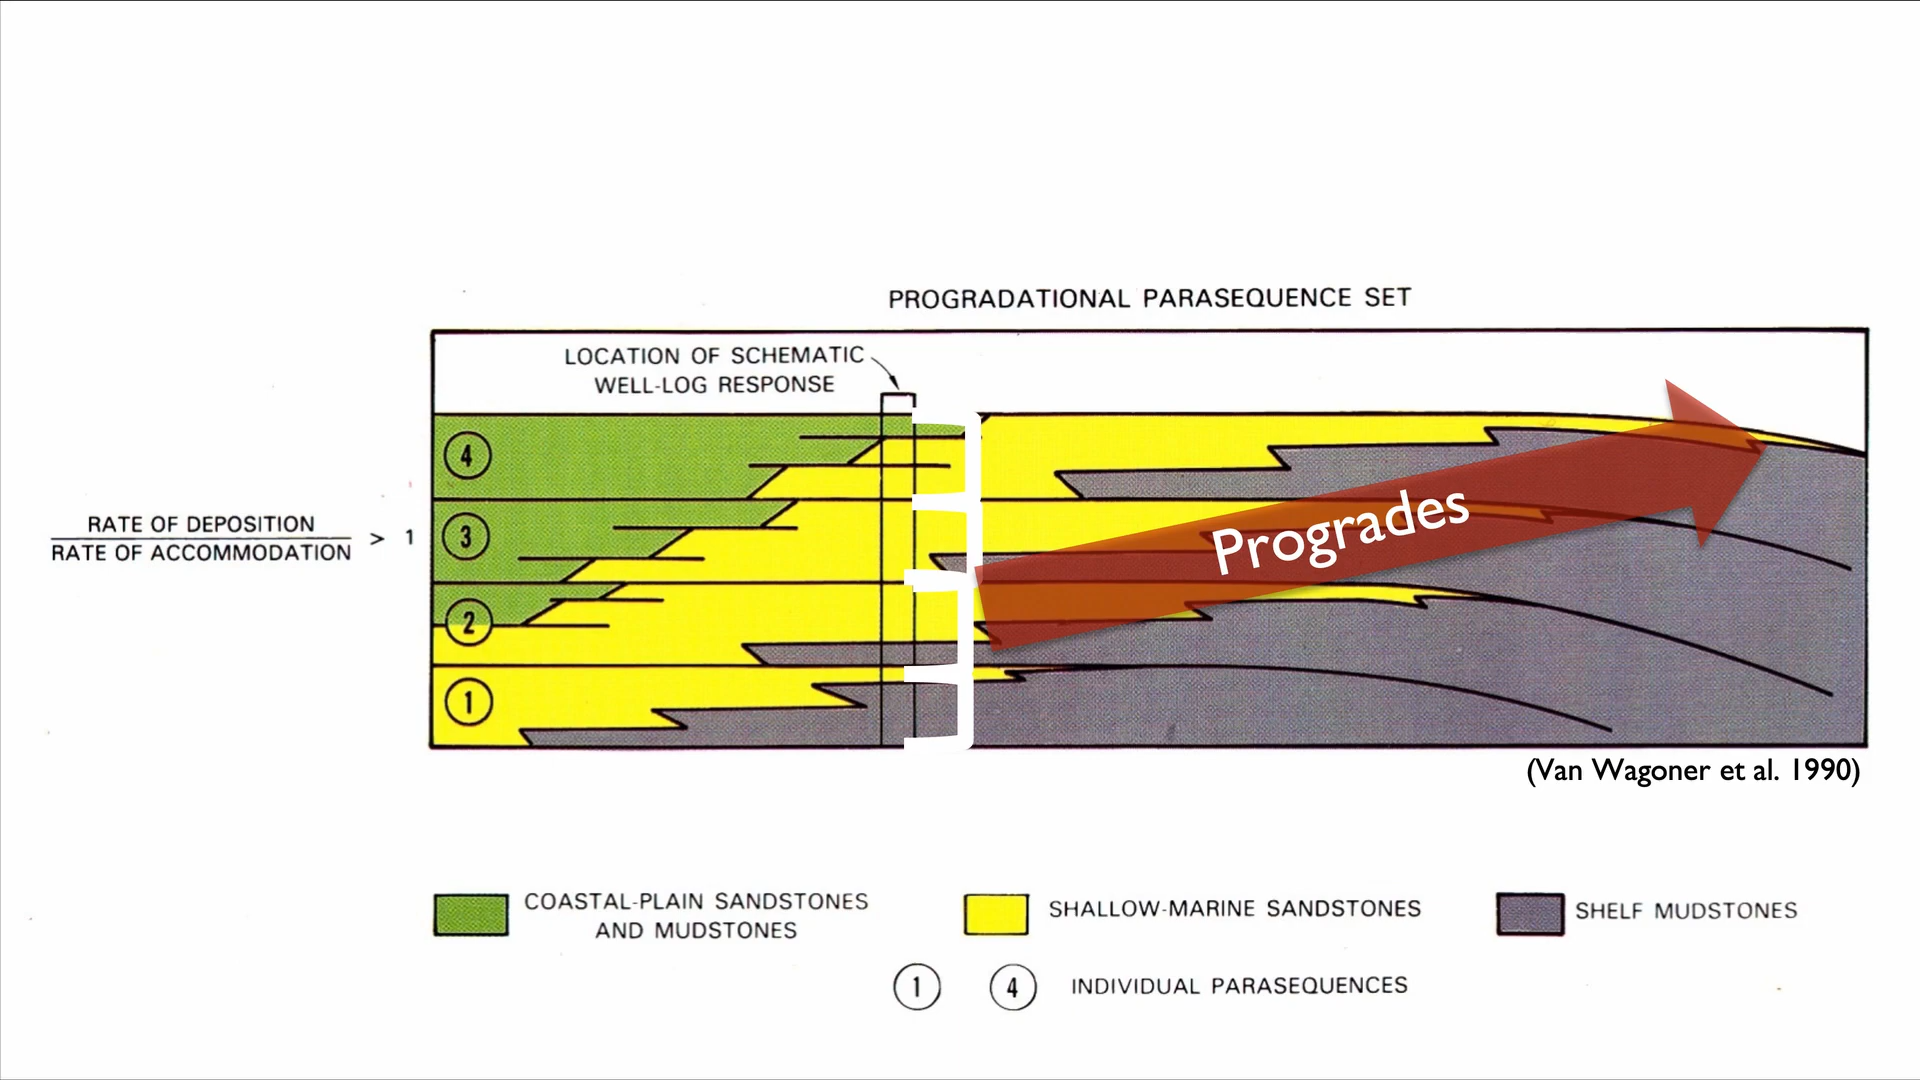 PROGRADATIONAL PARASEQUENCE SET
LOCATION OF SCHEMATIC
WELL-LOG RESPONSE
4
3
2
1
RATE OF DEPOSITION
RATE OF ACCOMMODATION > 1
Progrades
(Van Wagoner et al. 1990)
COASTAL-PLAIN SANDSTONES
AND MUDSTONES
SHALLOW-MARINE SANDSTONES
SHELF MUDSTONES
1 4 INDIVIDUAL PARASEQUENCES